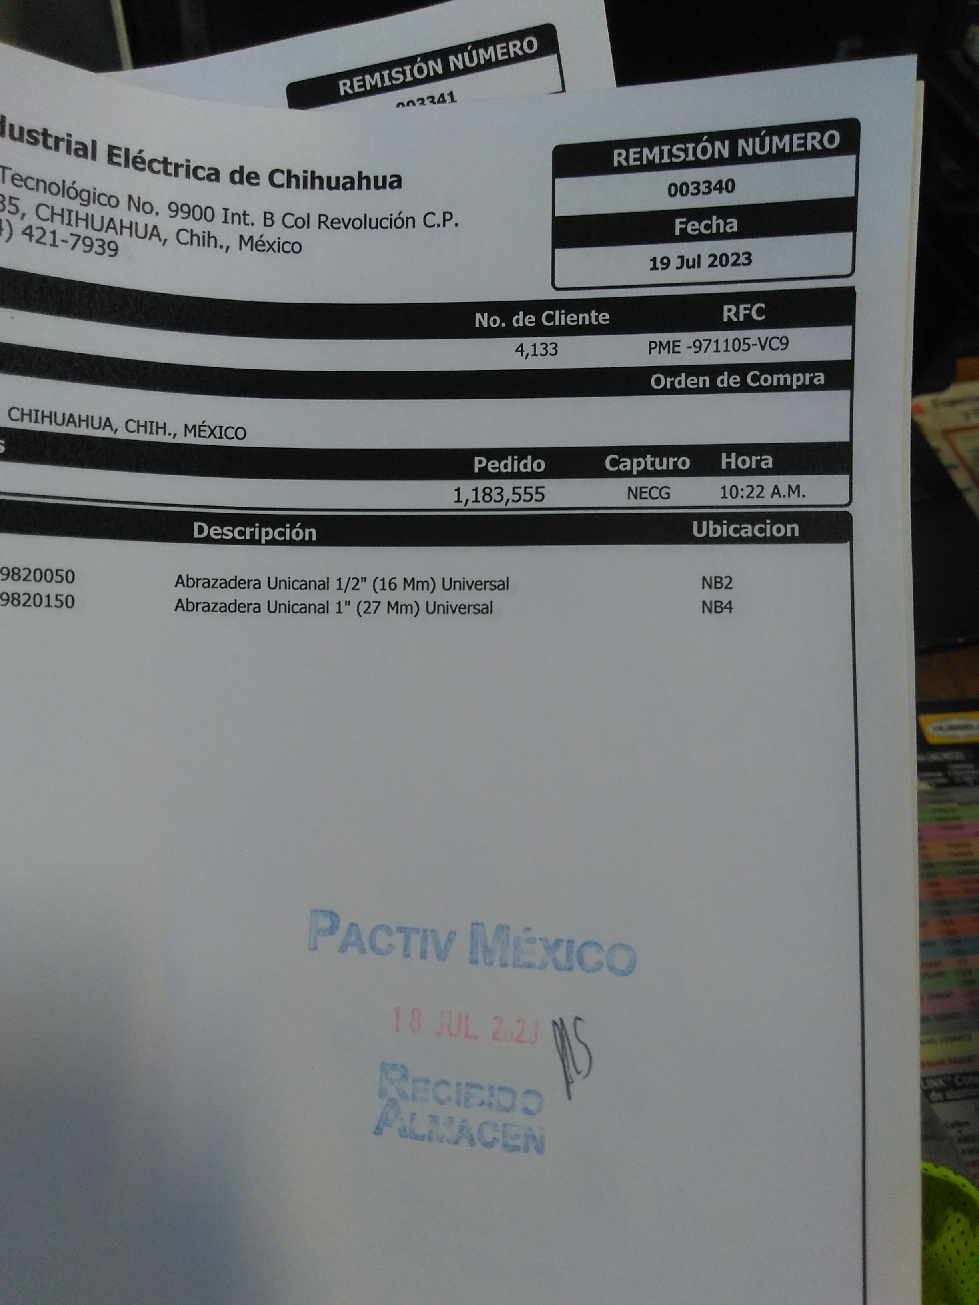 REMISIÓN NÚMERO
003341
dustrial Eléctrica de Chihuahua
Tecnológico No. 9900 Int. B Col Revolución C.P.
35, CHIHUAHUA, Chih., México
4) 421-7939
REMISIÓN NÚMERO
003340
Fecha
19 Jul 2023
No. de Cliente RFC
4,133 PME -971105-VC9
Orden de Compra
CHIHUAHUA, CHIH., MÉXICO
s Pedido Capturo Hora
1,183,555 NECG 10:22 A.M.
Descripción Ubicacion
9820050 Abrazadera Unicanal 1/2" (16 Mm) Universal NB2
9820150 Abrazadera Unicanal 1" (27 Mm) Universal NB4
PACTIV MÉXICO
18 JUL 2023
RECIBIDO
ALMACEN